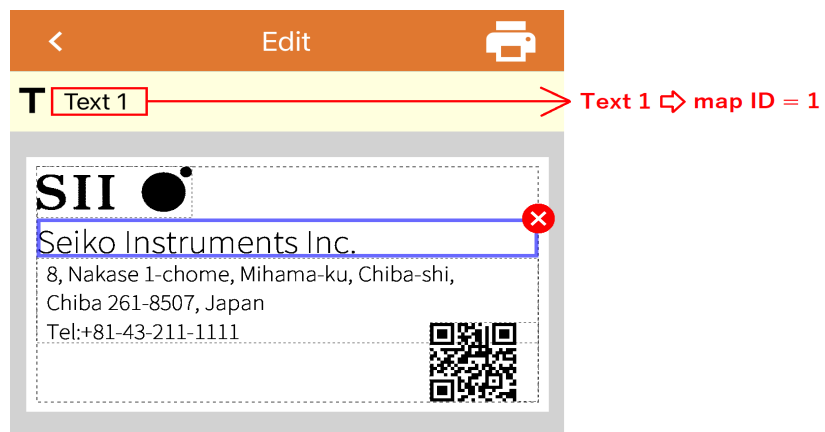 Edit
T Text 1
Text 1 ⇨ map ID = 1
SII
Seiko Instruments Inc.
8, Nakase 1-chome, Mihama-ku, Chiba-shi,
Chiba 261-8507, Japan
Tel:+81-43-211-1111